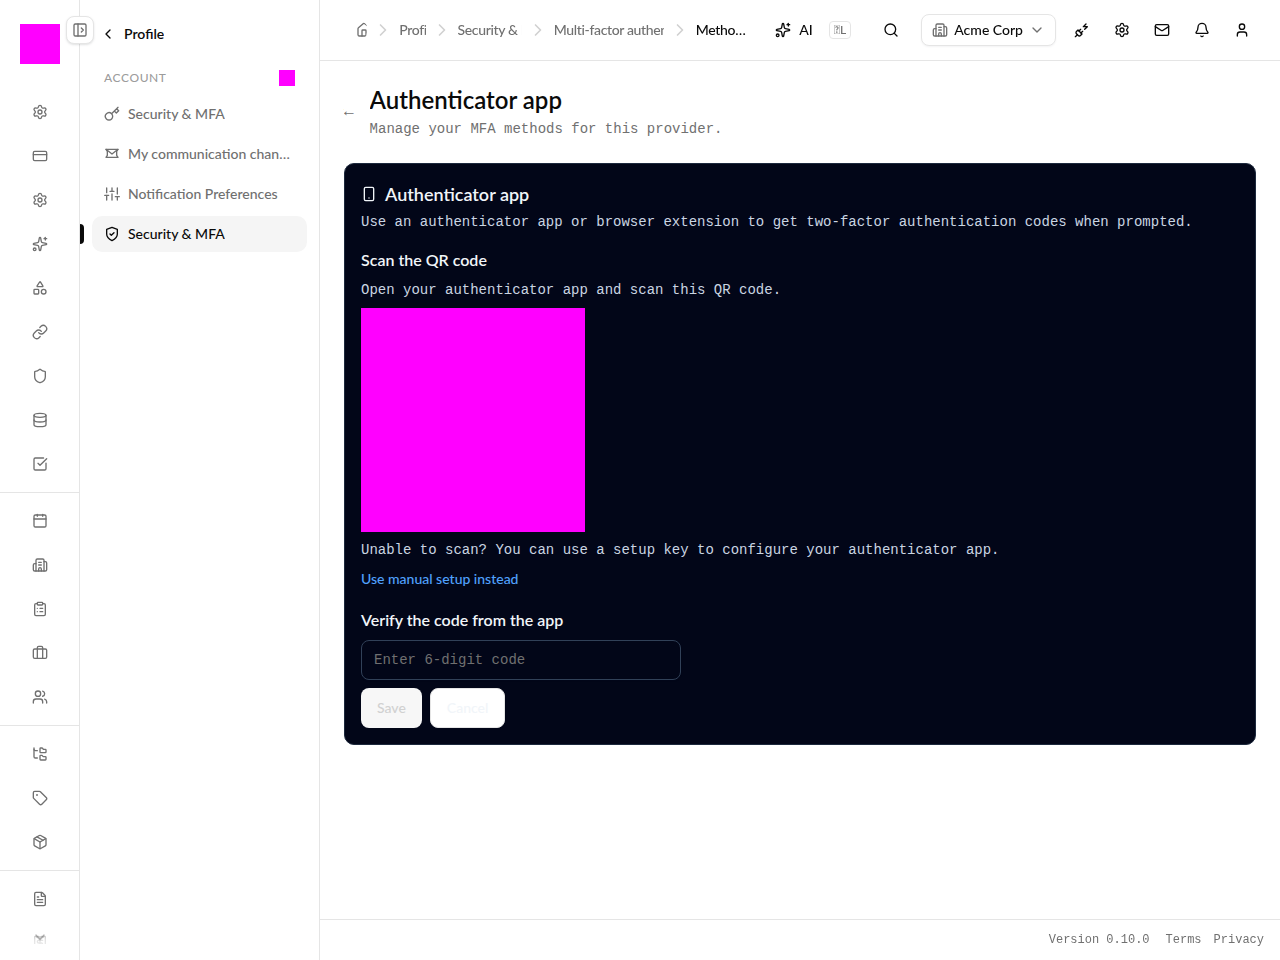 Profile
ACCOUNT
Security & MFA
My communication chan...
Notification Preferences
Security & MFA
Profi
Security &
Multi-factor auther
Metho...
AI
Acme Corp
←
Authenticator app
Manage your MFA methods for this provider.
Authenticator app
Use an authenticator app or browser extension to get two-factor authentication codes when prompted.
Scan the QR code
Open your authenticator app and scan this QR code.
Unable to scan? You can use a setup key to configure your authenticator app.
Use manual setup instead
Verify the code from the app
Enter 6-digit code
Save
Cancel
Version 0.10.0
Terms
Privacy